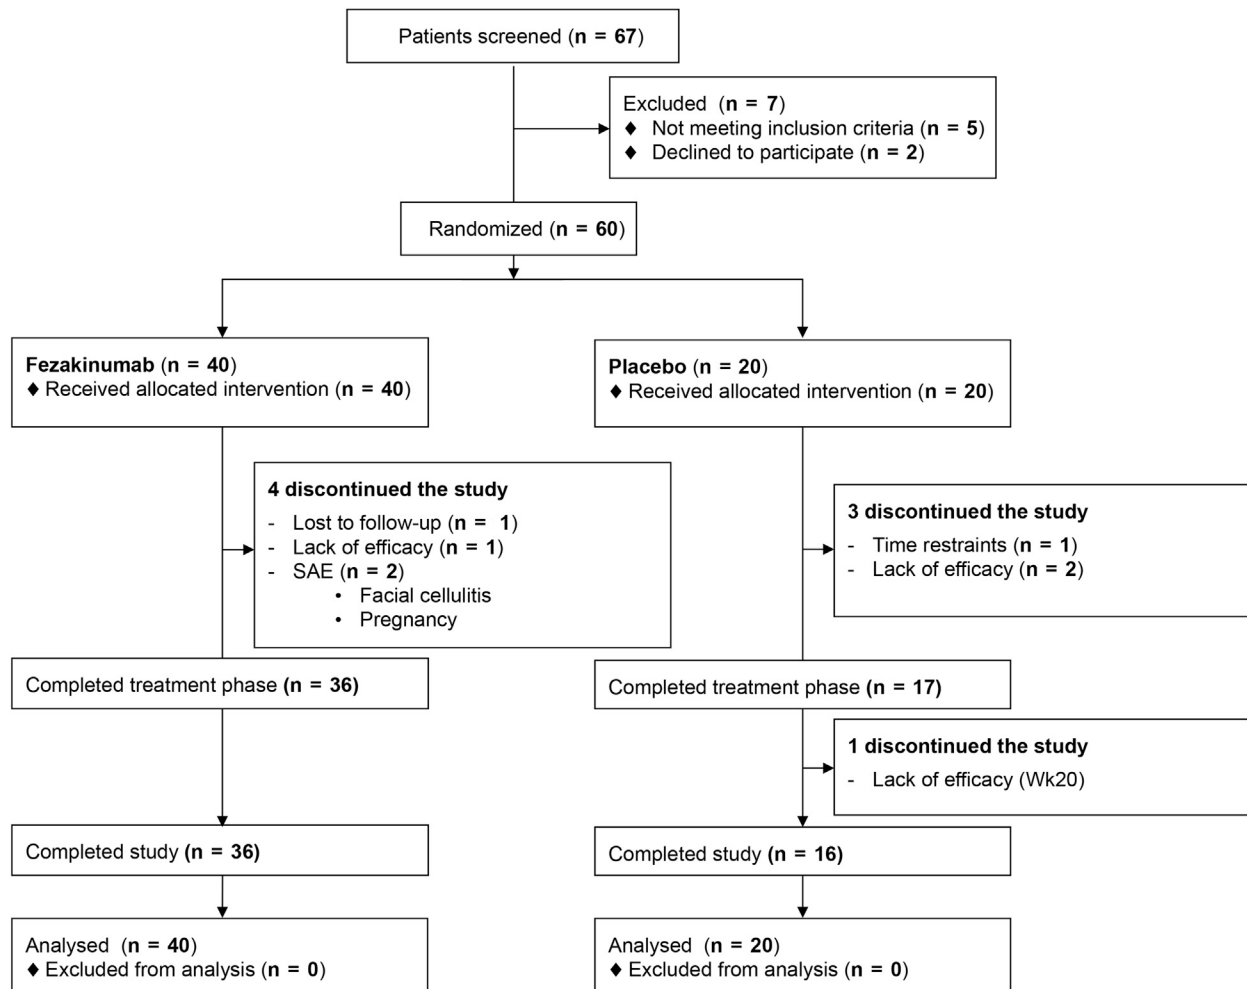 Patients screened (n = 67)
Excluded (n = 7)
♦ Not meeting inclusion criteria (n = 5)
♦ Declined to participate (n = 2)
Randomized (n = 60)
Fezakinumab (n = 40)
♦ Received allocated intervention (n = 40)
Placebo (n = 20)
♦ Received allocated intervention (n = 20)
4 discontinued the study
- Lost to follow-up (n = 1)
- Lack of efficacy (n = 1)
- SAE (n = 2)
• Facial cellulitis
• Pregnancy
3 discontinued the study
- Time restraints (n = 1)
- Lack of efficacy (n = 2)
Completed treatment phase (n = 36)
Completed treatment phase (n = 17)
1 discontinued the study
- Lack of efficacy (Wk20)
Completed study (n = 36)
Completed study (n = 16)
Analysed (n = 40)
♦ Excluded from analysis (n = 0)
Analysed (n = 20)
♦ Excluded from analysis (n = 0)